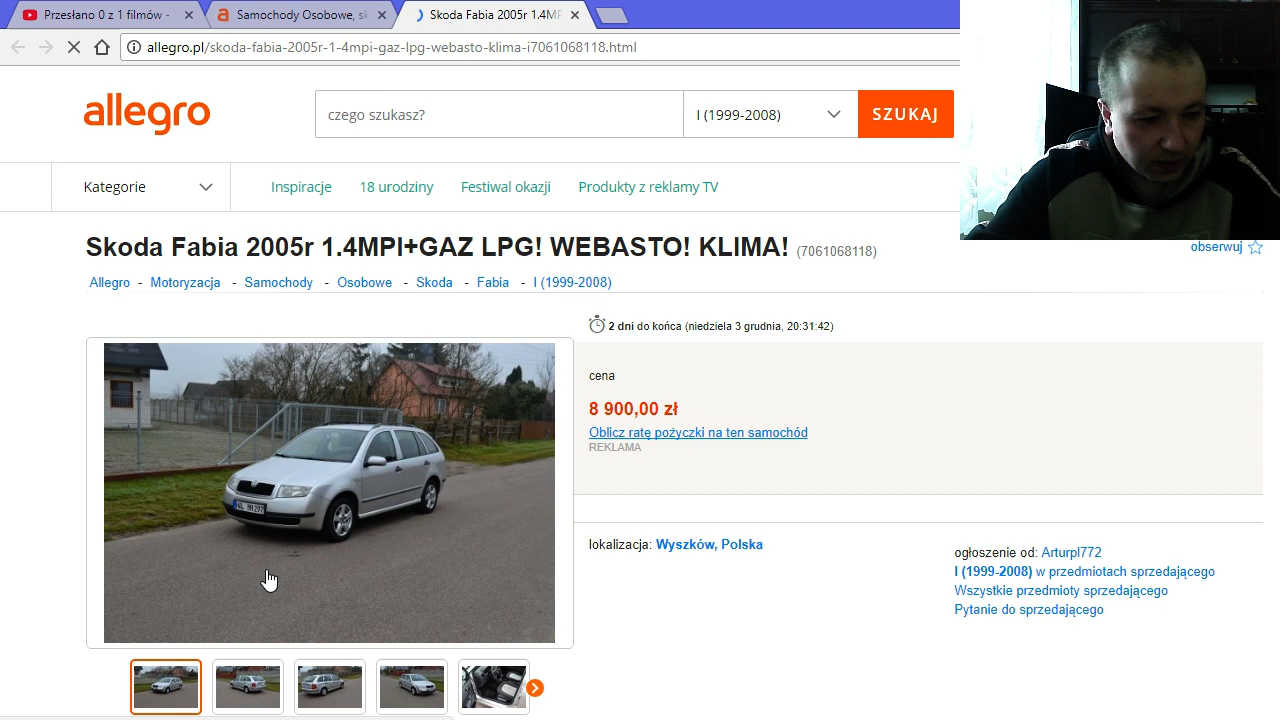 Przesłano 0 z 1 filmów -
Samochody Osobowe, sk
Skoda Fabia 2005r 1.4MP
allegro.pl/skoda-fabia-2005r-1-4mpi-gaz-lpg-webasto-klima-i7061068118.html
allegro
czego szukasz?
I (1999-2008)
SZUKAJ
Kategorie
Inspiracje
18 urodziny
Festiwal okazji
Produkty z reklamy TV
Skoda Fabia 2005r 1.4MPI+GAZ LPG! WEBASTO! KLIMA! (7061068118)
obserwuj
Allegro - Motoryzacja - Samochody - Osobowe - Skoda - Fabia - I (1999-2008)
2 dni do końca (niedziela 3 grudnia, 20:31:42)
cena
8 900,00 zł
Oblicz ratę pożyczki na ten samochód
REKLAMA
lokalizacja: Wyszków, Polska
ogłoszenie od: Arturpl772
I (1999-2008) w przedmiotach sprzedającego
Wszystkie przedmioty sprzedającego
Pytanie do sprzedającego